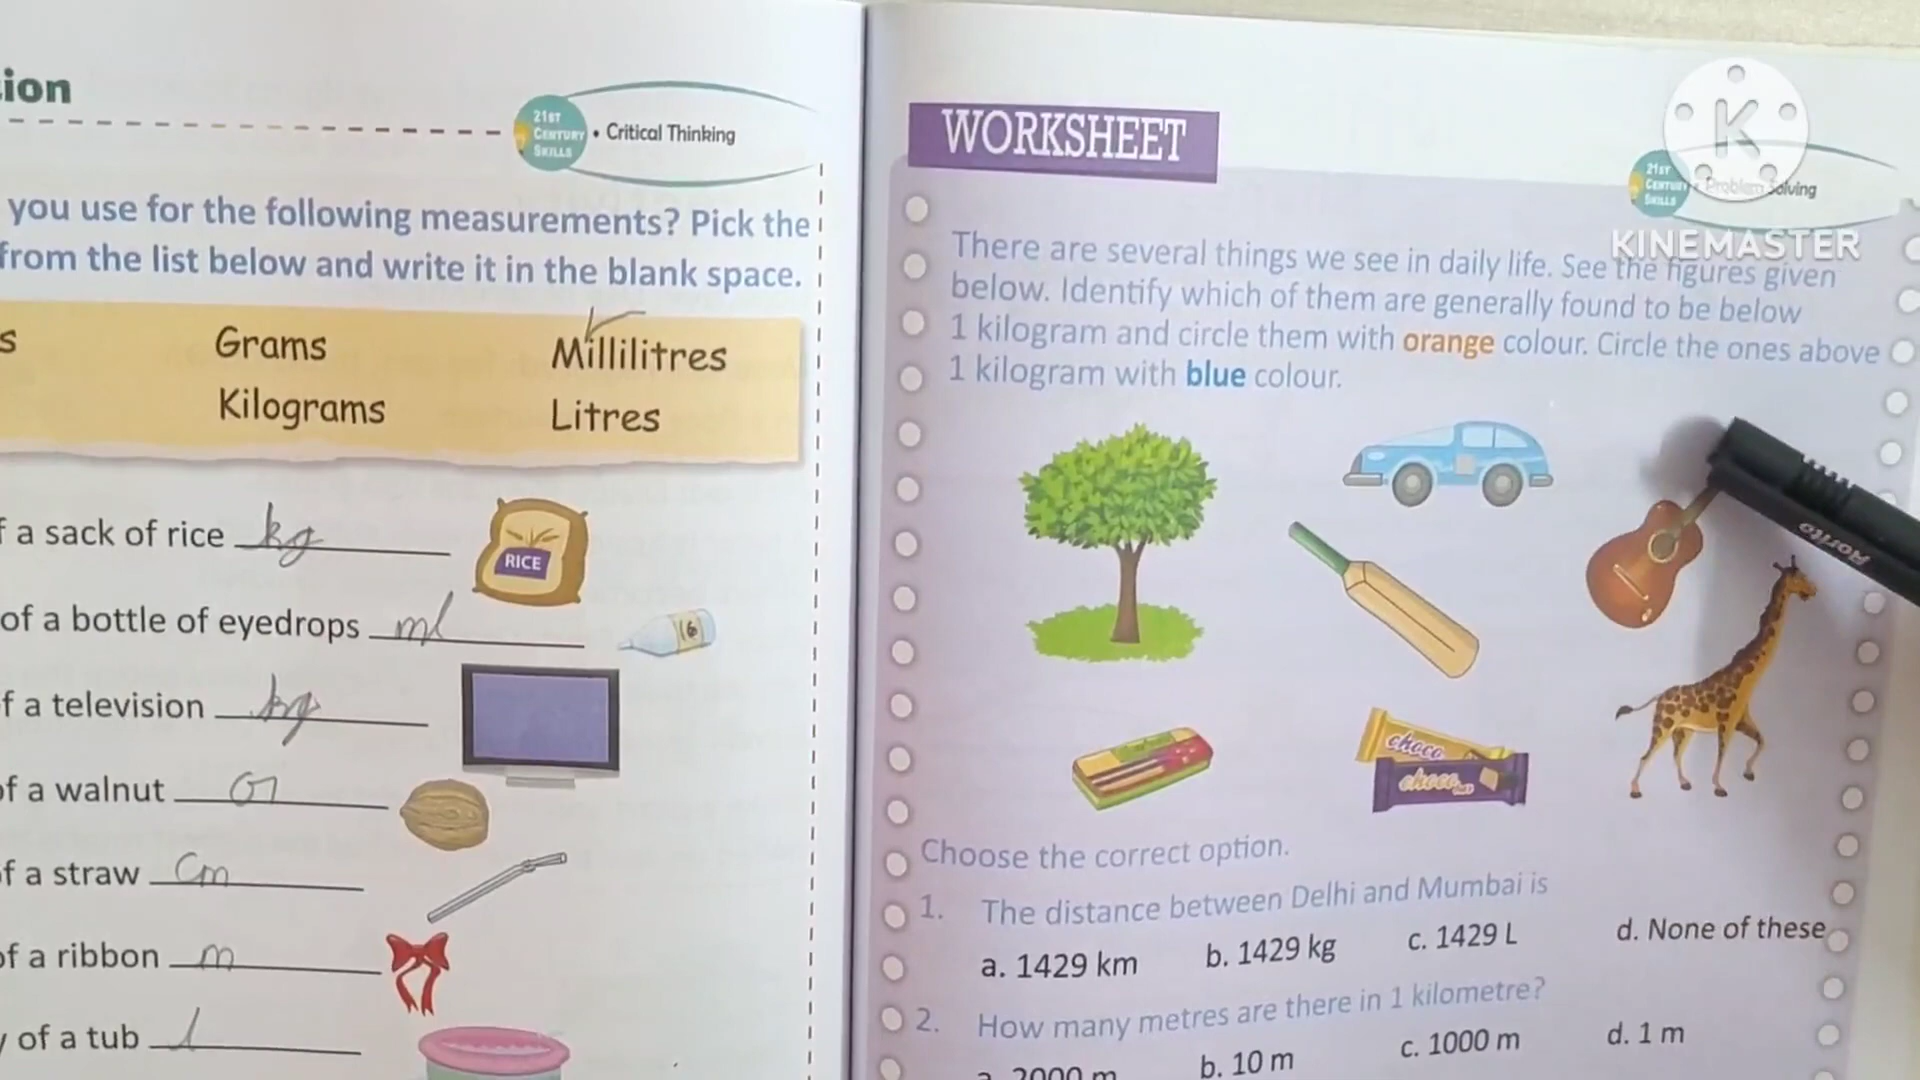 ion
21ST
CENTURY
SKILLS
• Critical Thinking
you use for the following measurements? Pick the
from the list below and write it in the blank space.
s Grams Millilitres
Kilograms Litres
f a sack of rice kg
RICE
of a bottle of eyedrops ml
16
f a television kg
of a walnut
f a straw Cm
of a ribbon m
of a tub l
WORKSHEET
21ST
CENTURY
SKILLS
• Problem Solving
K
KINEMASTER
There are several things we see in daily life. See the figures given
below. Identify which of them are generally found to be below
1 kilogram and circle them with orange colour. Circle the ones above
1 kilogram with blue colour.
Rorito
choco
choco
Choose the correct option.
1. The distance between Delhi and Mumbai is
a. 1429 km b. 1429 kg c. 1429 L d. None of these
2. How many metres are there in 1 kilometre?
a. 2000 m b. 10 m c. 1000 m d. 1 m